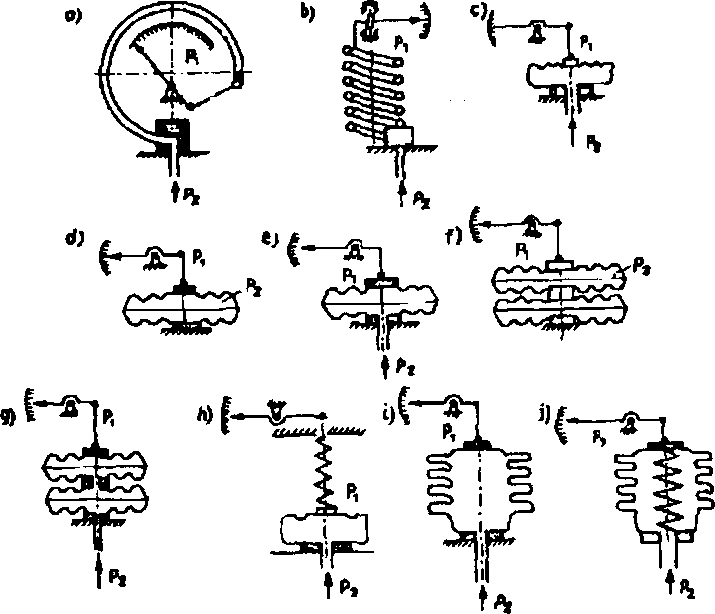 a)
P₁
P₂
b)
P₁
P₂
c)
P₁
P₂
d)
P₁
P₂
e)
P₁
P₂
f)
P₁
P₂
g)
P₁
P₂
h)
P₁
P₂
i)
P₁
P₂
j)
P₁
P₂